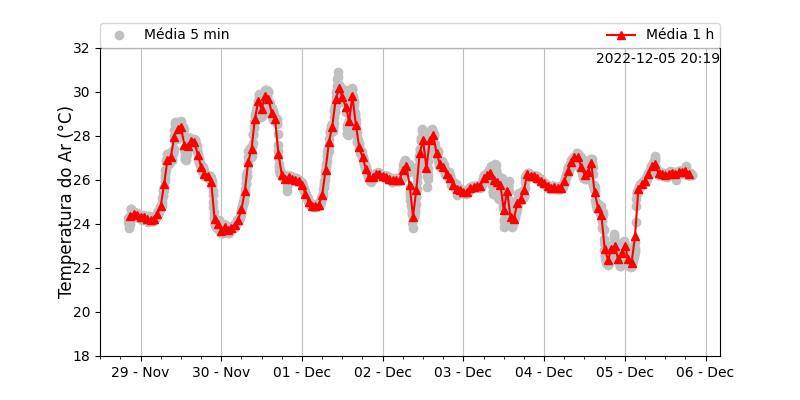 Média 5 min
Média 1 h
2022-12-05 20:19
Temperatura do Ar (°C)
32
30
28
26
24
22
20
18
29 - Nov
30 - Nov
01 - Dec
02 - Dec
03 - Dec
04 - Dec
05 - Dec
06 - Dec